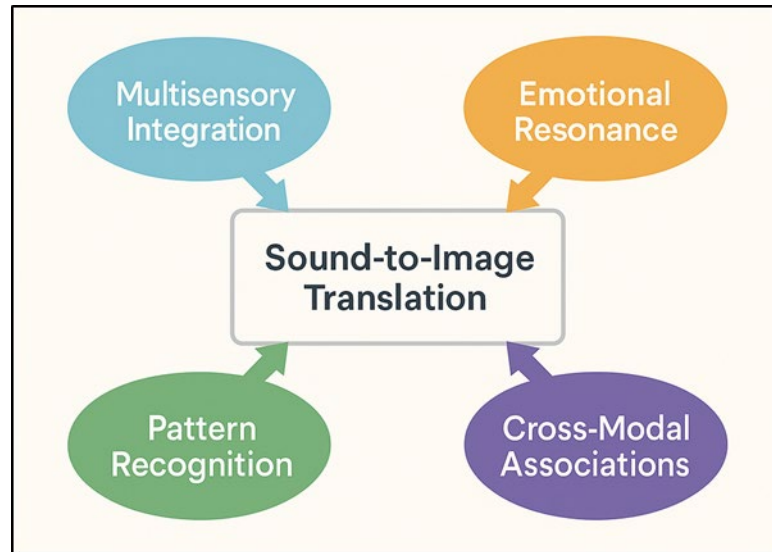 Multisensory
Integration
Emotional
Resonance
Sound-to-Image
Translation
Pattern
Recognition
Cross-Modal
Associations